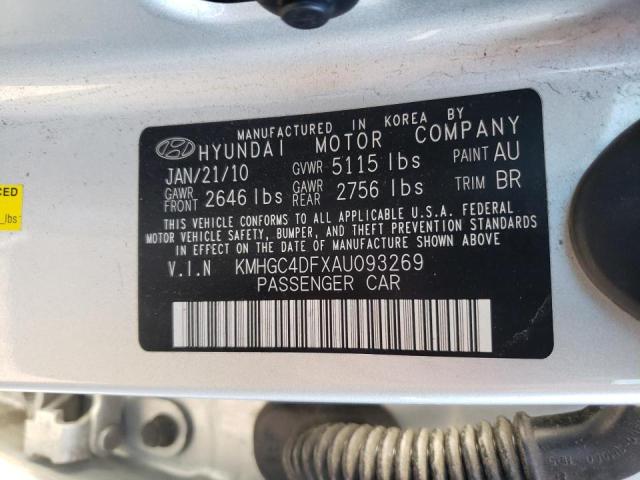 MANUFACTURED IN KOREA BY
HYUNDAI MOTOR COMPANY
JAN/21/10 GVWR 5115 lbs PAINT AU
GAWR FRONT 2646 lbs GAWR REAR 2756 lbs TRIM BR
THIS VEHICLE CONFORMS TO ALL APPLICABLE U.S.A. FEDERAL
MOTOR VEHICLE SAFETY, BUMPER, AND THEFT PREVENTION STANDARDS
IN EFFECT ON THE DATE OF MANUFACTURE SHOWN ABOVE
V.I.N KMHGC4DFXAU093269
PASSENGER CAR
CED
lbs